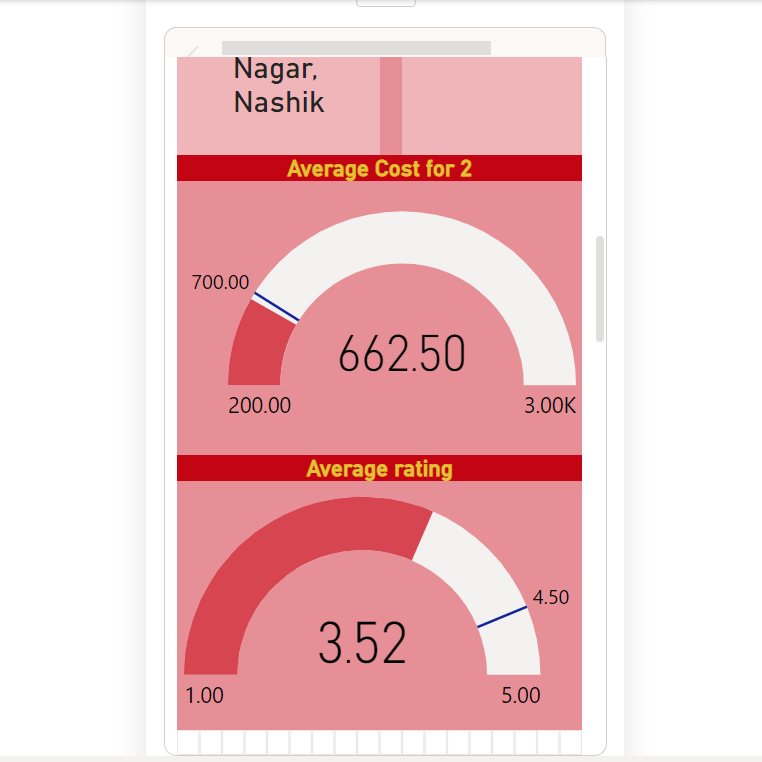 Nagar,
Nashik
Average Cost for 2
700.00
662.50
200.00
3.00K
Average rating
4.50
3.52
1.00
5.00